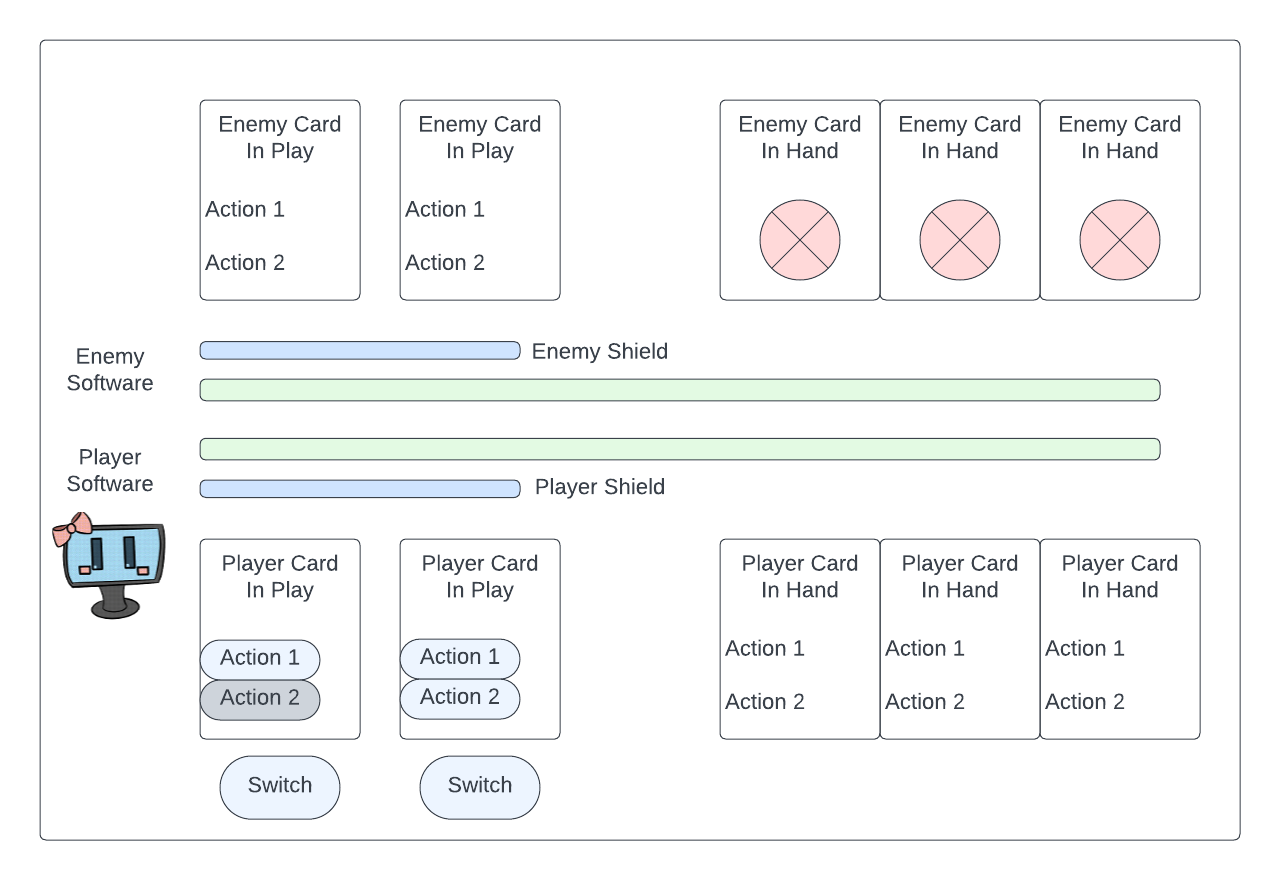 Enemy Card
In Play
Action 1
Action 2
Enemy Card
In Play
Action 1
Action 2
Enemy Card
In Hand
Enemy Card
In Hand
Enemy Card
In Hand
Enemy
Software
Enemy Shield
Player
Software
Player Shield
Player Card
In Play
Action 1
Action 2
Switch
Player Card
In Play
Action 1
Action 2
Switch
Player Card
In Hand
Action 1
Action 2
Player Card
In Hand
Action 1
Action 2
Player Card
In Hand
Action 1
Action 2